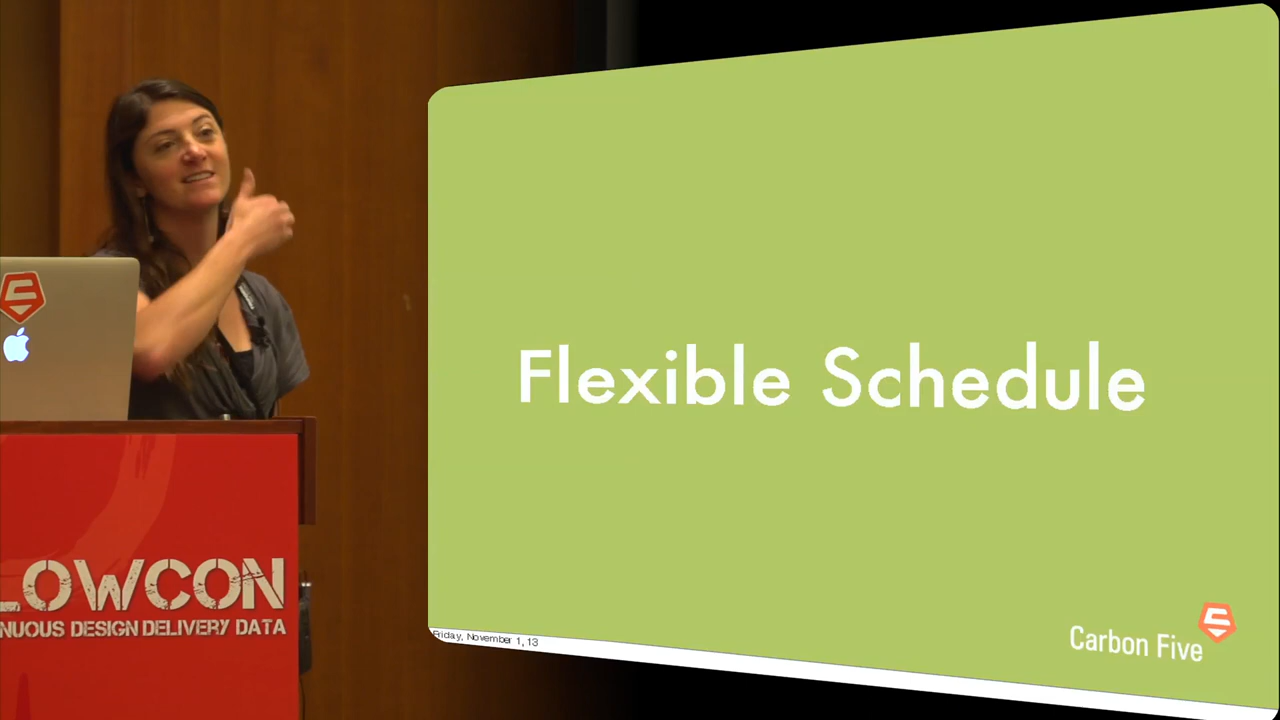 Flexible Schedule
Friday, November 1, 13
Carbon Five
LOWCON
NUOUS DESIGN DELIVERY DATA